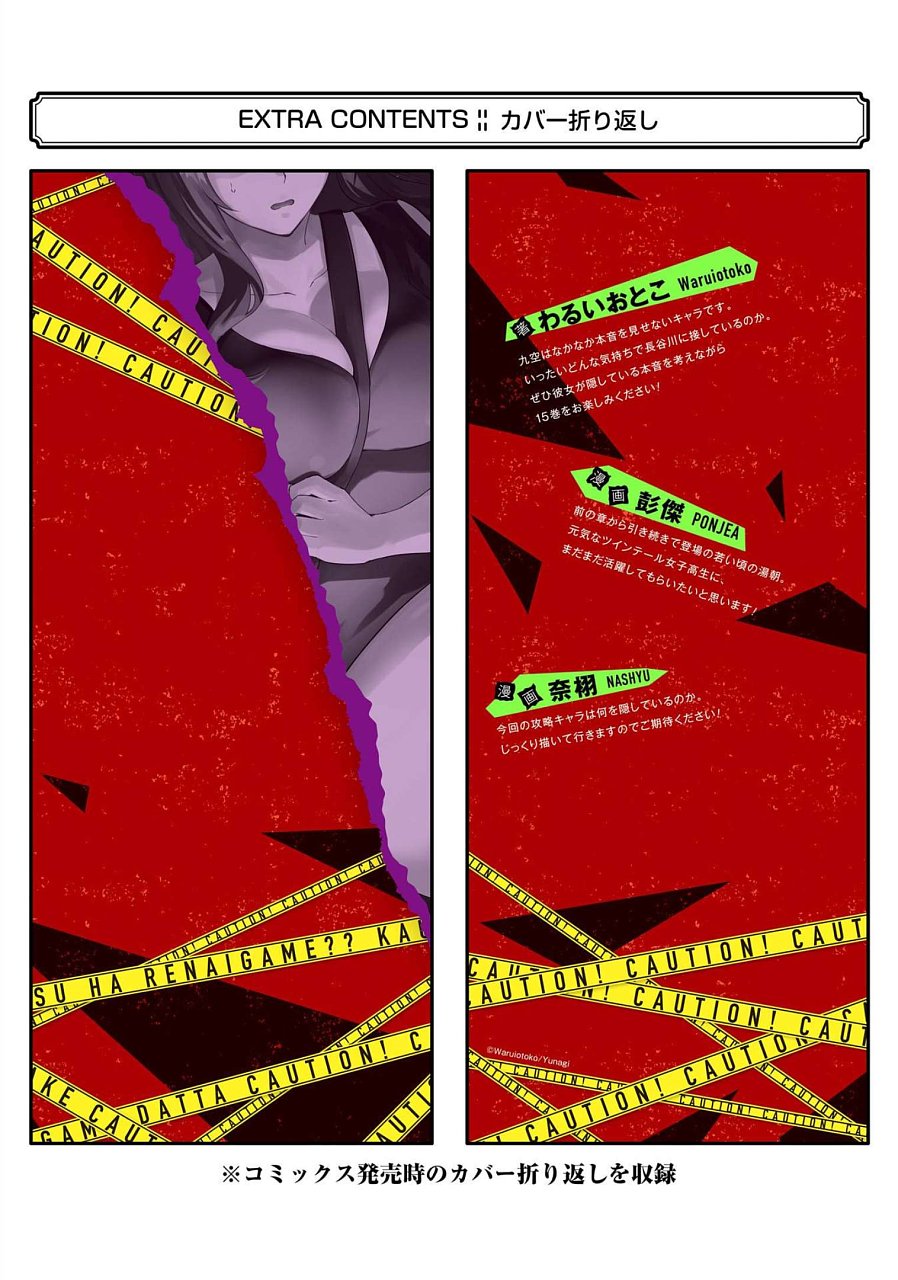 EXTRA CONTENTS ¦¦ カバー折り返し
CAUTION! CAUTION! CAU
AUTION! CAUTI
TION! CAUTION!
CAUTION! CAUTION! CAUTION! CAU
SU HA RENAIGAME?? KA
DATTA CAUTION! C
KE CAUT
GAM
CAUTI
著 わるいおとこ Waruiotoko
九空はなかなか本音を見せないキャラです。
いったいどんな気持ちで長谷川に接しているのか。
ぜひ彼女が隠している本音を考えながら
15巻をお楽しみください!
漫画 彭傑 PONJEA
前の章から引き続きで登場の若い頃の湯朝。
元気なツインテール女子高生に、
まだまだ活躍してもらいたいと思います!
漫画 奈栩 NASHYU
今回の攻略キャラは何を隠しているのか。
じっくり描いて行きますのでご期待ください!
CAUTION! CAUTION! CAUT
CAUTION! CAUTION! CAUT
©Waruiotoko/Yunagi
CAUTION! CAUTION! C
※コミックス発売時のカバー折り返しを収録